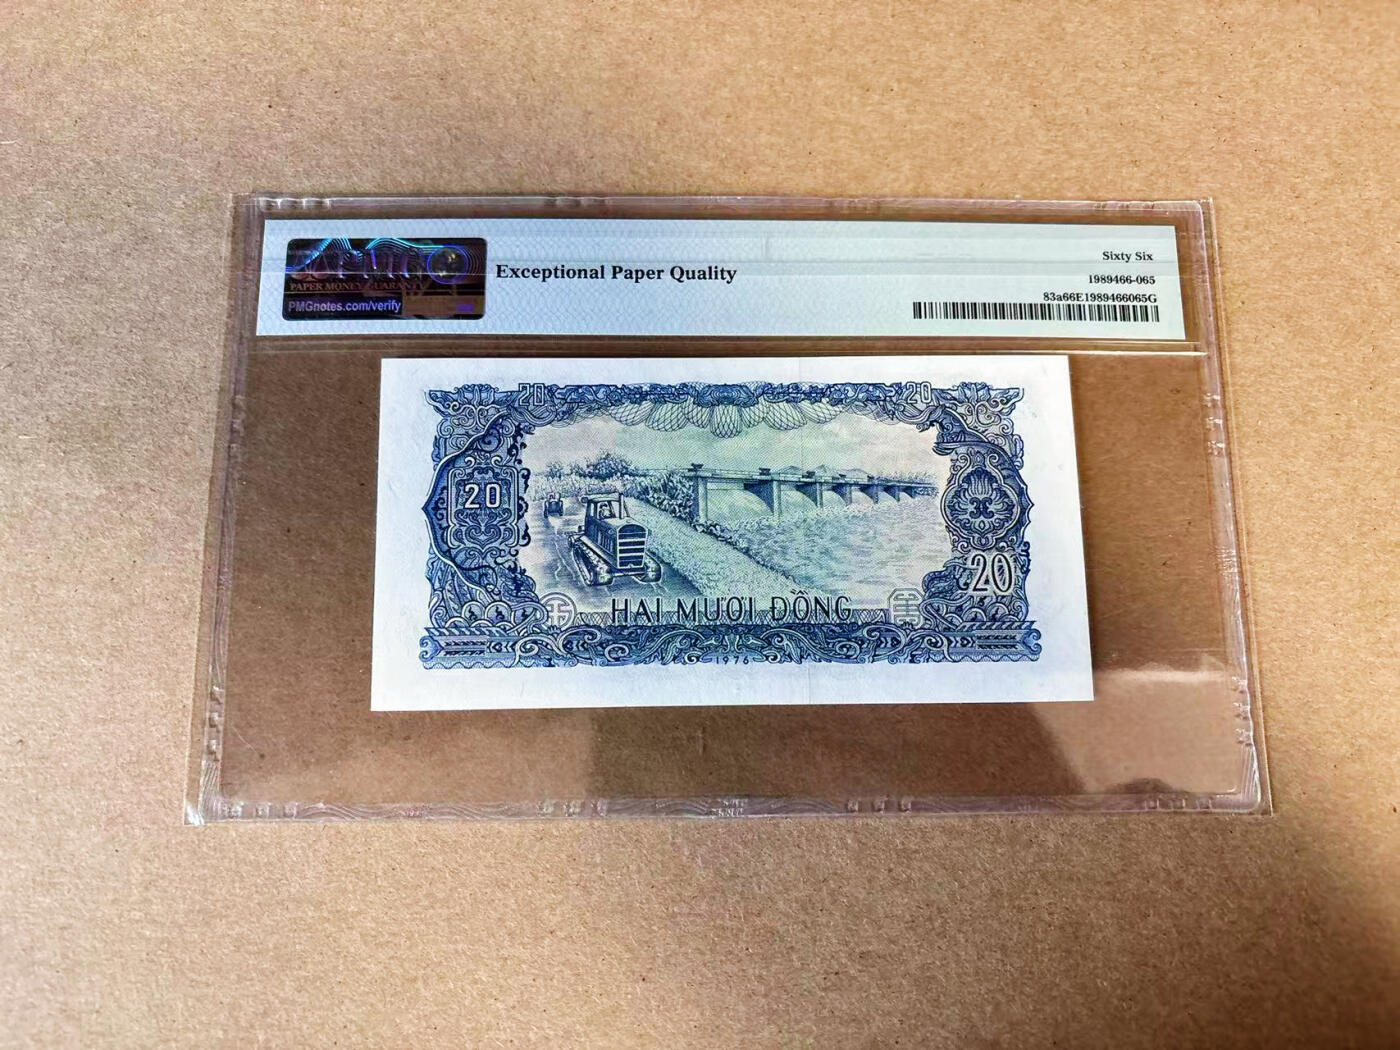 PMG
PAPER MONEY GUARANTY
PMGnotes.com/verify
Exceptional Paper Quality
Sixty Six
1989466-065
83a66E1989466065G
20
20
20
20
HAI MƯƠI ĐỒNG
1976